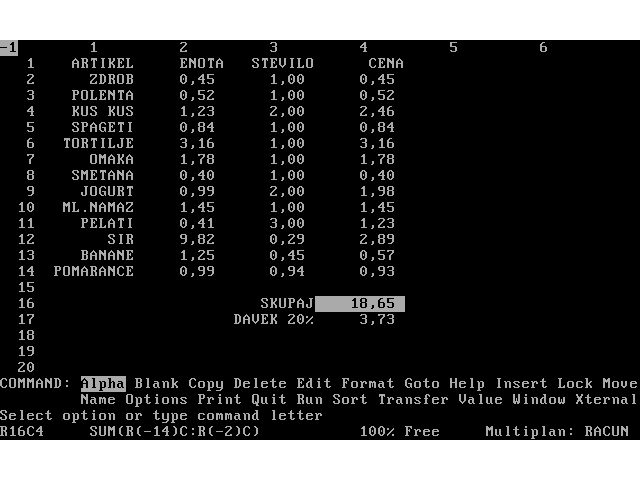 -1 1 2 3 4 5 6
1 ARTIKEL ENOTA STEVILO CENA
2 ZDROB 0,45 1,00 0,45
3 POLENTA 0,52 1,00 0,52
4 KUS KUS 1,23 2,00 2,46
5 SPAGETI 0,84 1,00 0,84
6 TORTILJE 3,16 1,00 3,16
7 OMAKA 1,78 1,00 1,78
8 SMETANA 0,40 1,00 0,40
9 JOGURT 0,99 2,00 1,98
10 ML.NAMAZ 1,45 1,00 1,45
11 PELATI 0,41 3,00 1,23
12 SIR 9,82 0,29 2,89
13 BANANE 1,25 0,45 0,57
14 POMARANCE 0,99 0,94 0,93
15
16 SKUPAJ 18,65
17 DAVEK 20% 3,73
18
19
20
COMMAND: Alpha Blank Copy Delete Edit Format Goto Help Insert Lock Move
Name Options Print Quit Run Sort Transfer Value Window Xternal
Select option or type command letter
R16C4 SUM(R(-14)C:R(-2)C) 100% Free Multiplan: RACUN